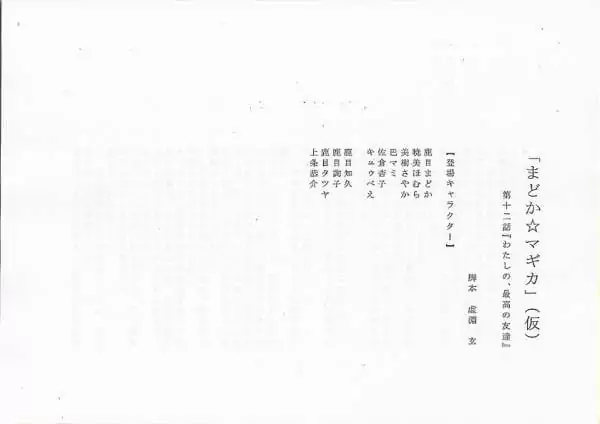 「まどか☆マギカ」(仮)
第十二話『わたしの、最高の友達』
脚本 虚淵 玄
【登場キャラクター】
鹿目まどか
暁美ほむら
美樹さやか
巴マミ
佐倉杏子
キュゥべえ
鹿目知久
鹿目詢子
鹿目タツヤ
上条恭介